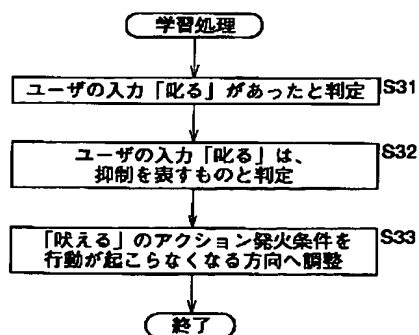 学習処理
ユーザの入力「叱る」があったと判定
S31
ユーザの入力「叱る」は、
抑制を表すものと判定
S32
「吠える」のアクション発火条件を
行動が起こらなくなる方向へ調整
S33
終了